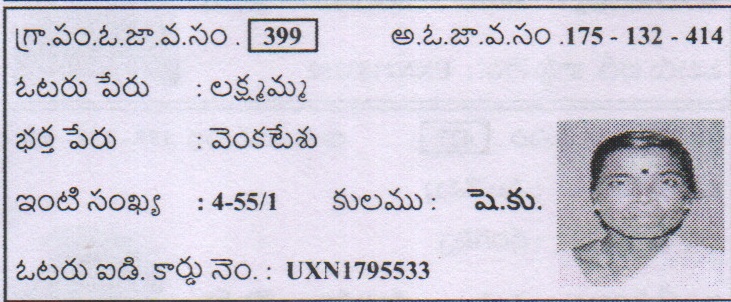 గ్రా.పం.ఓ.జా.వ.సం . 399 అ.ఓ.జా.వ.సం .175 - 132 - 414
ఓటరు పేరు : లక్ష్మమ్మ
భర్త పేరు : వెంకటేశు
ఇంటి సంఖ్య : 4-55/1 కులము : షె.కు.
ఓటరు ఐడి. కార్డు నెం. : UXN1795533